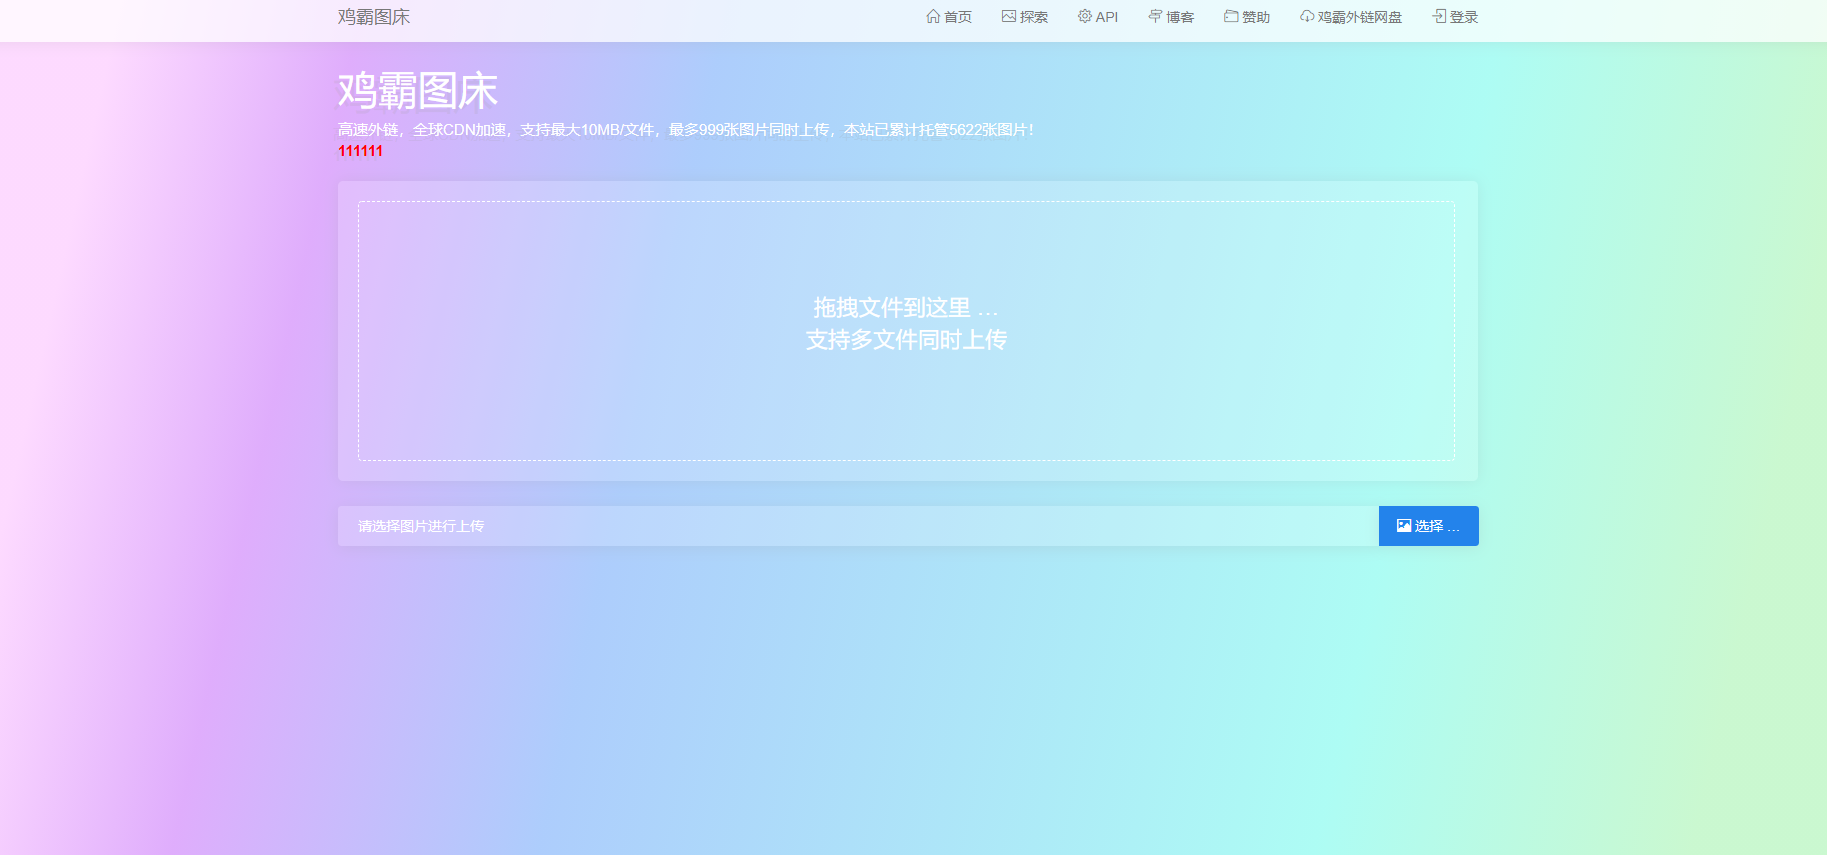 鸡霸图床
首页 探索 API 博客 赞助 鸡霸外链网盘 登录
鸡霸图床
高速外链，全球CDN加速，支持最大10MB/文件，最多999张图片同时上传，本站已累计托管5622张图片！
111111
拖拽文件到这里 …
支持多文件同时上传
请选择图片进行上传
选择 …